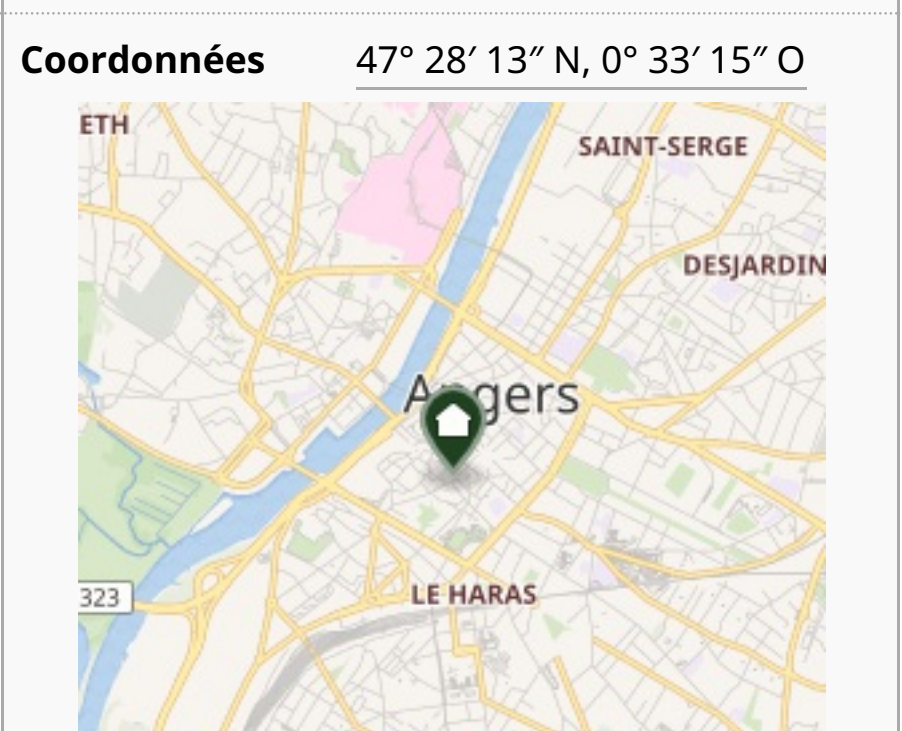 Coordonnées 47° 28′ 13″ N, 0° 33′ 15″ O
ETH
SAINT-SERGE
DESJARDIN
Angers
LE HARAS
323